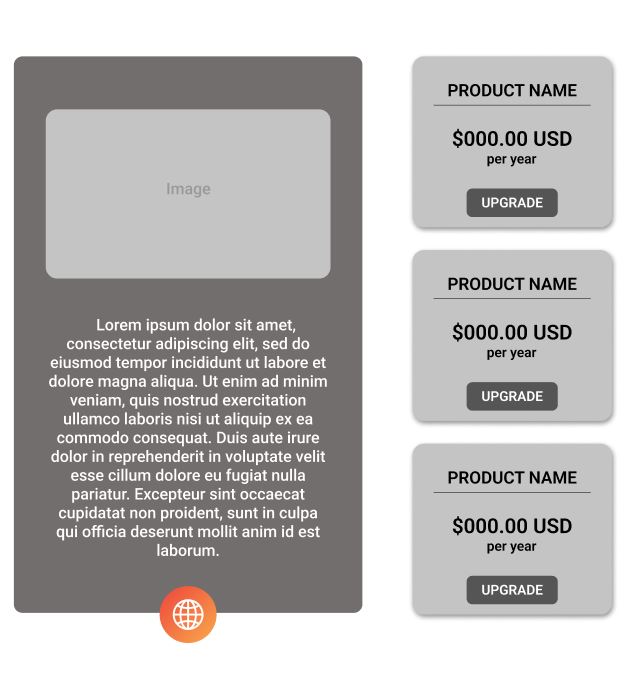 Image
Lorem ipsum dolor sit amet,
consectetur adipiscing elit, sed do
eiusmod tempor incididunt ut labore et
dolore magna aliqua. Ut enim ad minim
veniam, quis nostrud exercitation
ullamco laboris nisi ut aliquip ex ea
commodo consequat. Duis aute irure
dolor in reprehenderit in voluptate velit
esse cillum dolore eu fugiat nulla
pariatur. Excepteur sint occaecat
cupidatat non proident, sunt in culpa
qui officia deserunt mollit anim id est
laborum.
PRODUCT NAME
$000.00 USD
per year
UPGRADE
PRODUCT NAME
$000.00 USD
per year
UPGRADE
PRODUCT NAME
$000.00 USD
per year
UPGRADE